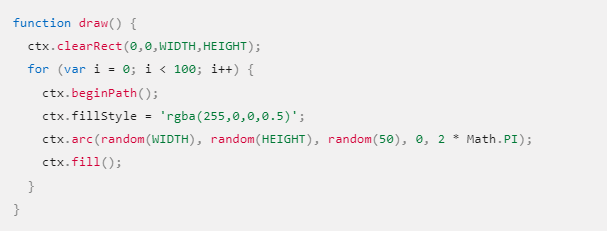 function draw() {
  ctx.clearRect(0,0,WIDTH,HEIGHT);
  for (var i = 0; i < 100; i++) {
    ctx.beginPath();
    ctx.fillStyle = 'rgba(255,0,0,0.5)';
    ctx.arc(random(WIDTH), random(HEIGHT), random(50), 0, 2 * Math.PI);
    ctx.fill();
  }
}